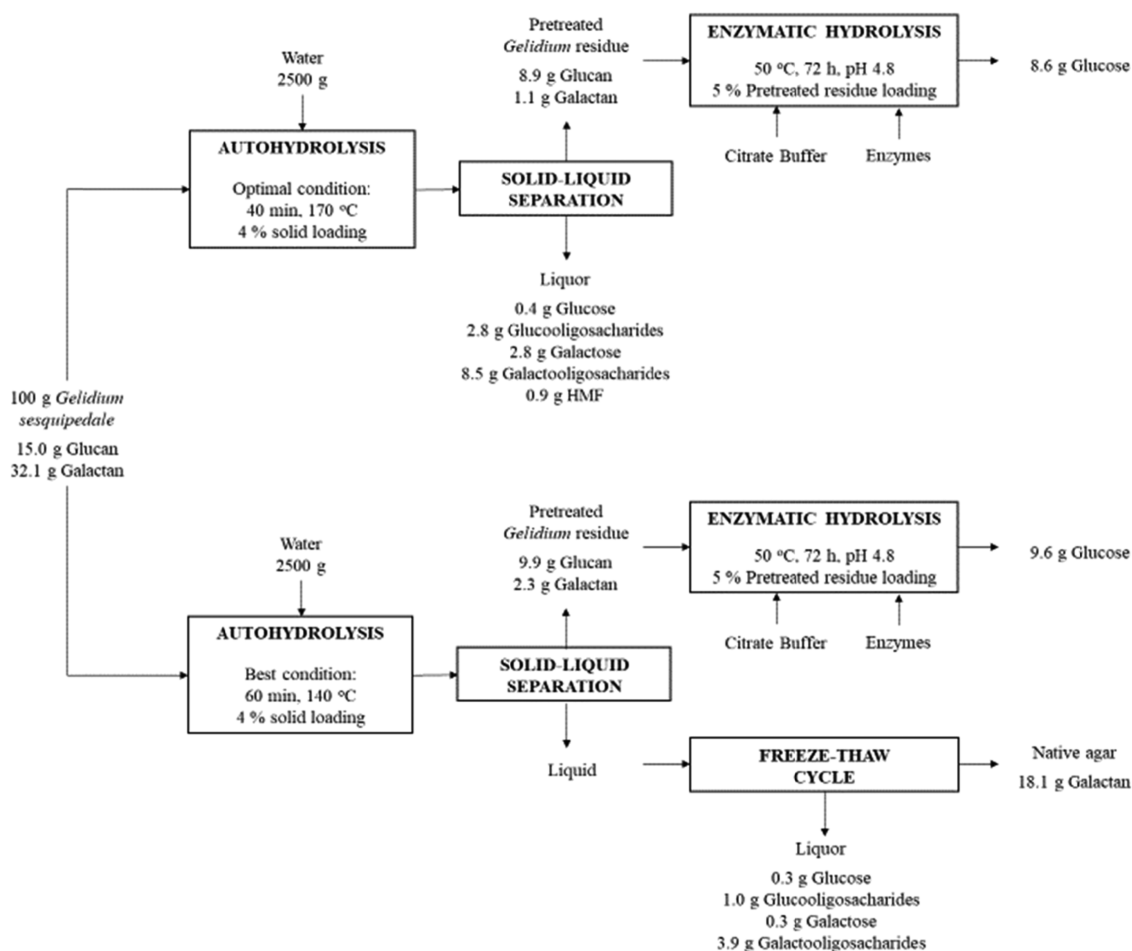 Water
2500 g
AUTOHYDROLYSIS
Optimal condition:
40 min, 170 °C
4 % solid loading
Pretreated
Gelidium residue
8.9 g Glucan
1.1 g Galactan
SOLID-LIQUID
SEPARATION
Liquor
0.4 g Glucose
2.8 g Glucooligosacharides
2.8 g Galactose
8.5 g Galactooligosacharides
0.9 g HMF
ENZYMATIC HYDROLYSIS
50 °C, 72 h, pH 4.8
5 % Pretreated residue loading
Citrate Buffer
Enzymes
8.6 g Glucose
100 g Gelidium
sesquipedale
15.0 g Glucan
32.1 g Galactan
Water
2500 g
AUTOHYDROLYSIS
Best condition:
60 min, 140 °C
4 % solid loading
Pretreated
Gelidium residue
9.9 g Glucan
2.3 g Galactan
SOLID-LIQUID
SEPARATION
Liquid
ENZYMATIC HYDROLYSIS
50 °C, 72 h, pH 4.8
5 % Pretreated residue loading
Citrate Buffer
Enzymes
9.6 g Glucose
FREEZE-THAW
CYCLE
Native agar
18.1 g Galactan
Liquor
0.3 g Glucose
1.0 g Glucooligosacharides
0.3 g Galactose
3.9 g Galactooligosacharides